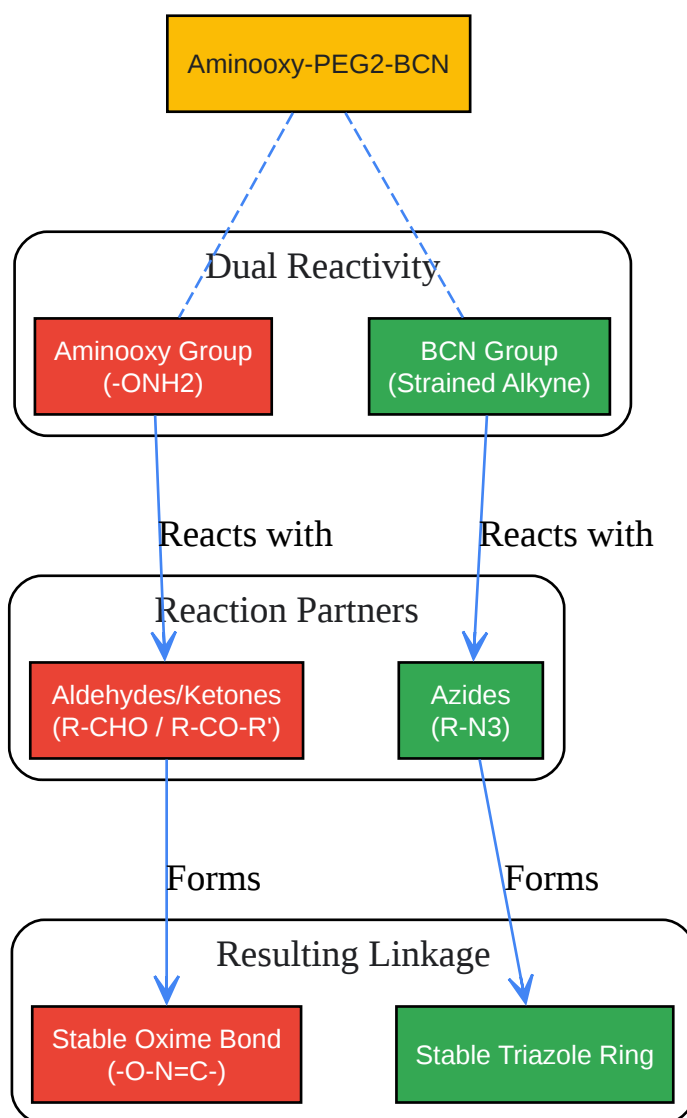 Aminooxy-PEG2-BCN
Dual Reactivity
Aminooxy Group
(-ONH2)
BCN Group
(Strained Alkyne)
Reacts with
Reacts with
Reaction Partners
Aldehydes/Ketones
(R-CHO / R-CO-R')
Azides
(R-N3)
Forms
Forms
Resulting Linkage
Stable Oxime Bond
(-O-N=C-)
Stable Triazole Ring